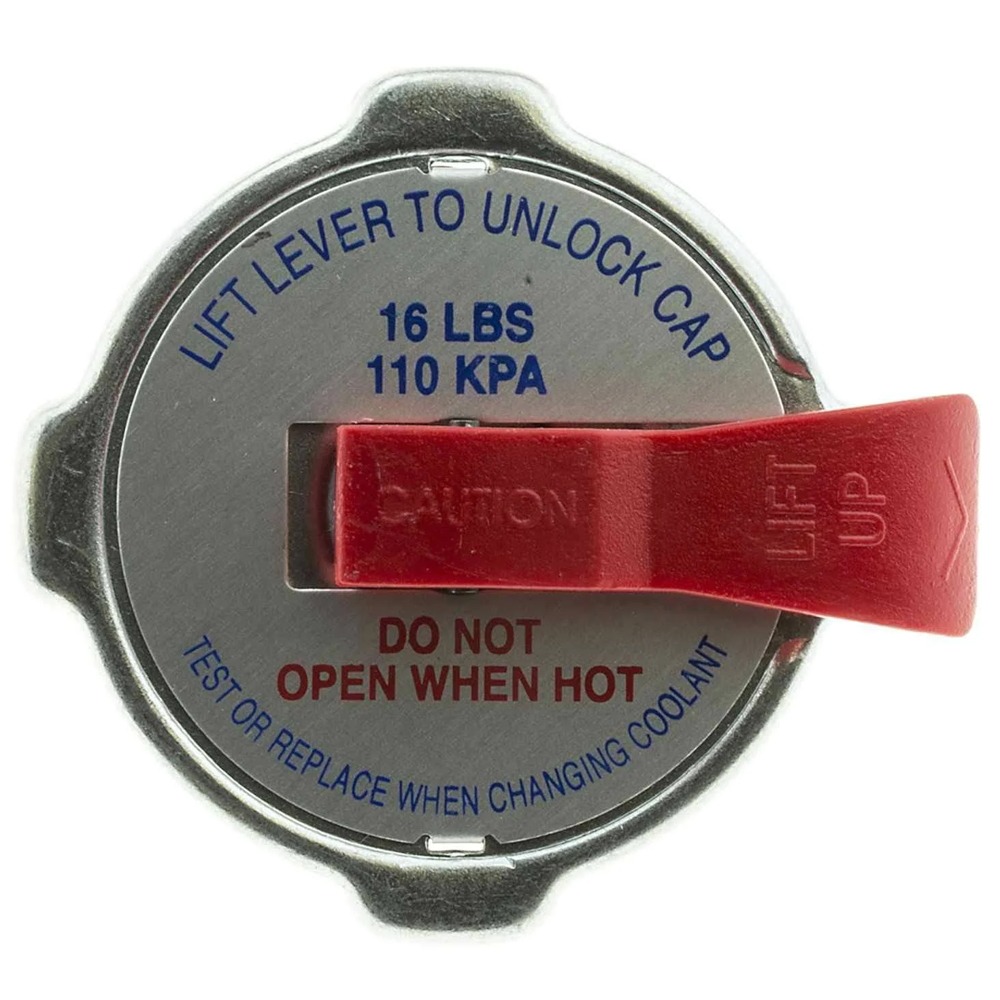 LIFT LEVER TO UNLOCK CAP
16 LBS
110 KPA
CAUTION
LIFT
UP
DO NOT
OPEN WHEN HOT
TEST OR REPLACE WHEN CHANGING COOLANT